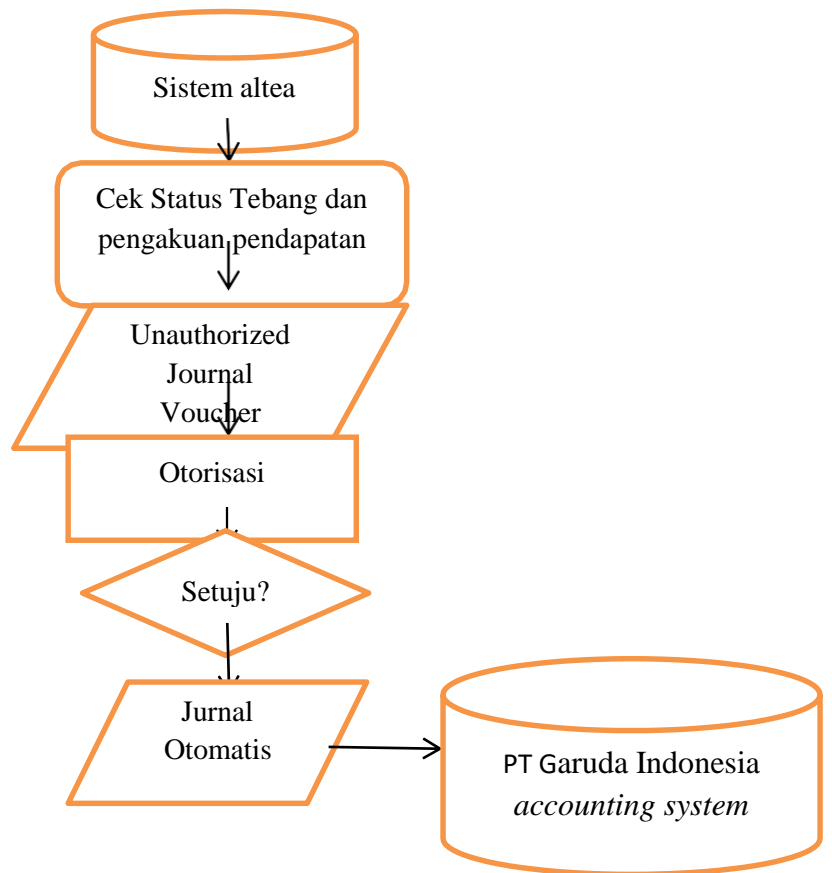 Sistem altea
Cek Status Tebang dan
pengakuan pendapatan
Unauthorized
Journal
Voucher
Otorisasi
Setuju?
Jurnal
Otomatis
PT Garuda Indonesia
accounting system